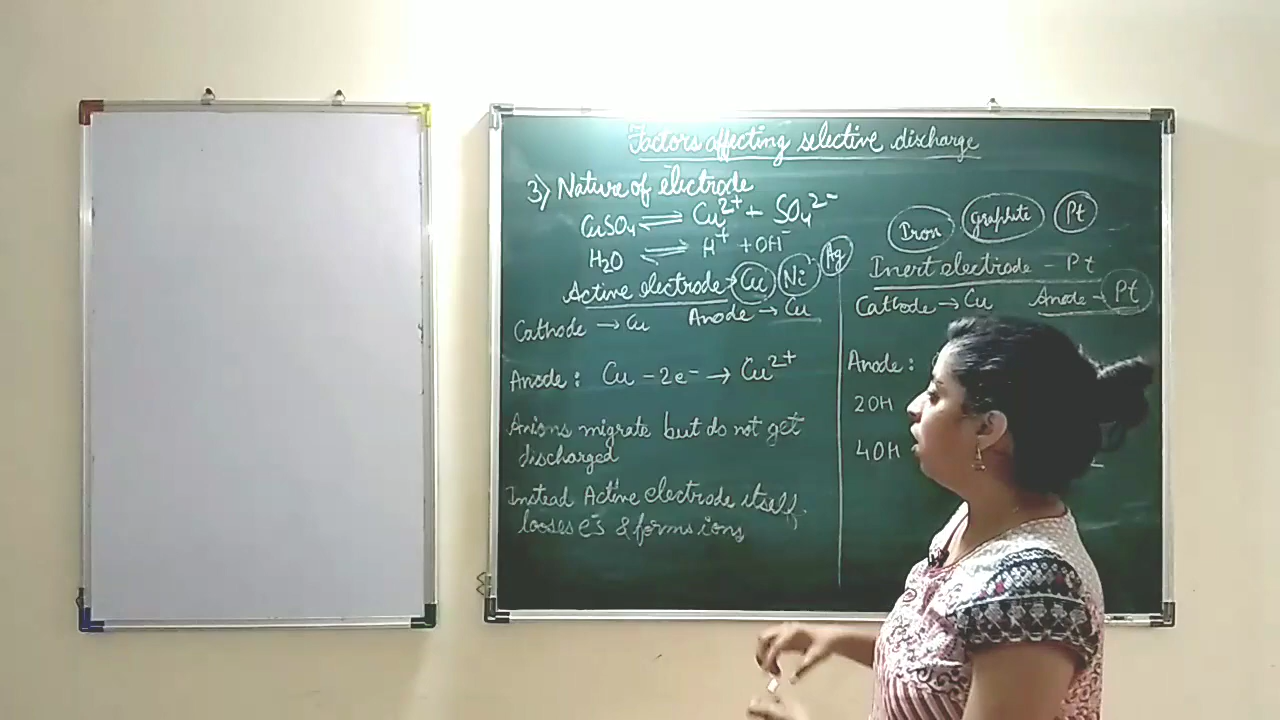 Factors affecting selective discharge
3) Nature of electrode
CuSO₄ ⇌ Cu²⁺ + SO₄²⁻
H₂O ⇌ H⁺ + OH⁻
Active electrode → Cu Ni Ag
Cathode → Cu Anode → Cu
Anode : Cu - 2e⁻ → Cu²⁺
Anions migrate but do not get
discharged
Instead Active electrode itself
looses e⁻s & forms ions
Iron graphite Pt
Inert electrode - Pt
Cathode → Cu Anode → Pt
Anode :
2OH
4OH